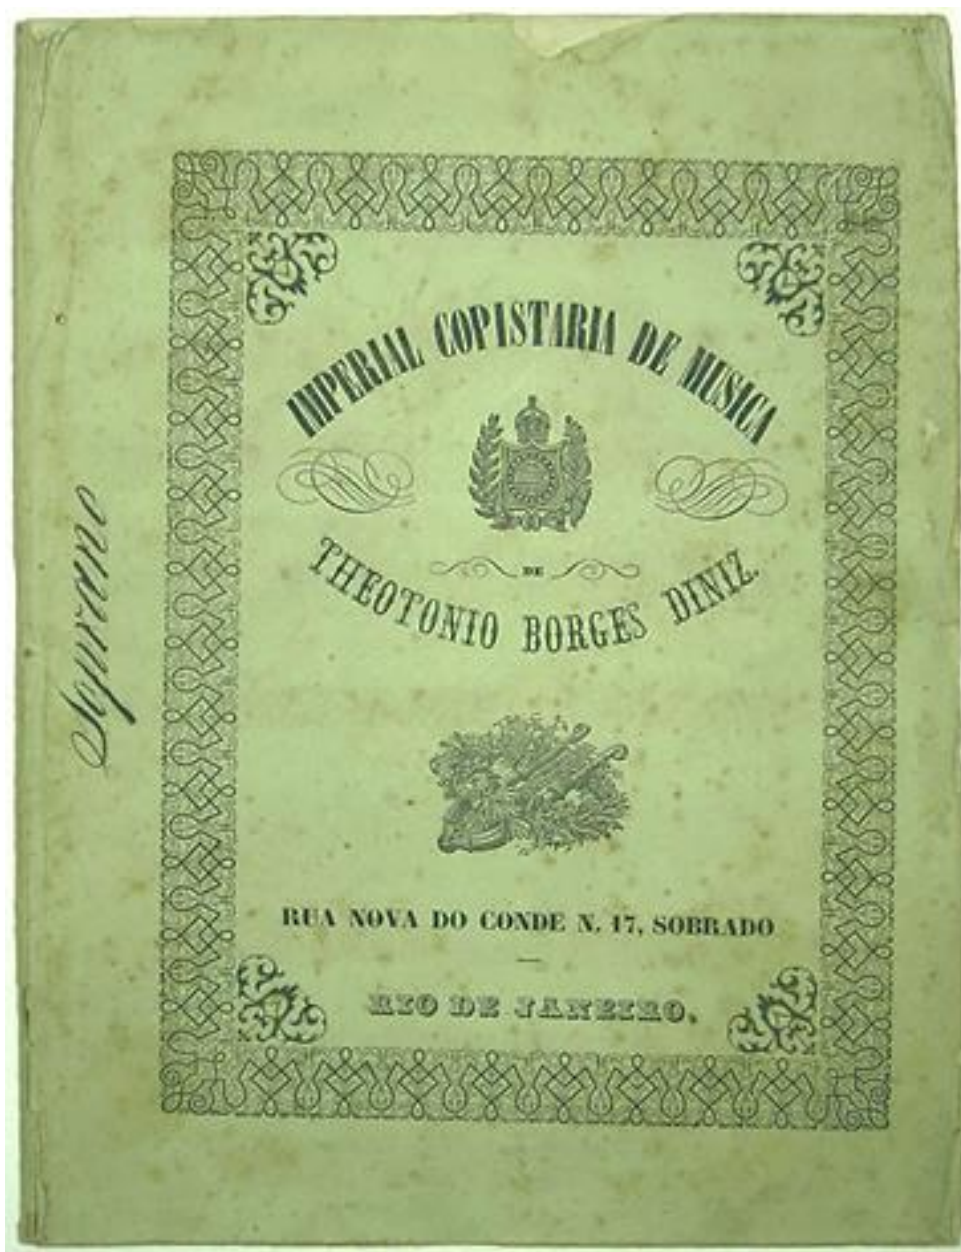 IMPERIAL COPISTARIA DE MUSICA
DE
THEOTONIO BORGES DINIZ.
RUA NOVA DO CONDE N. 17, SOBRADO
RIO DE JANEIRO.
Soprano